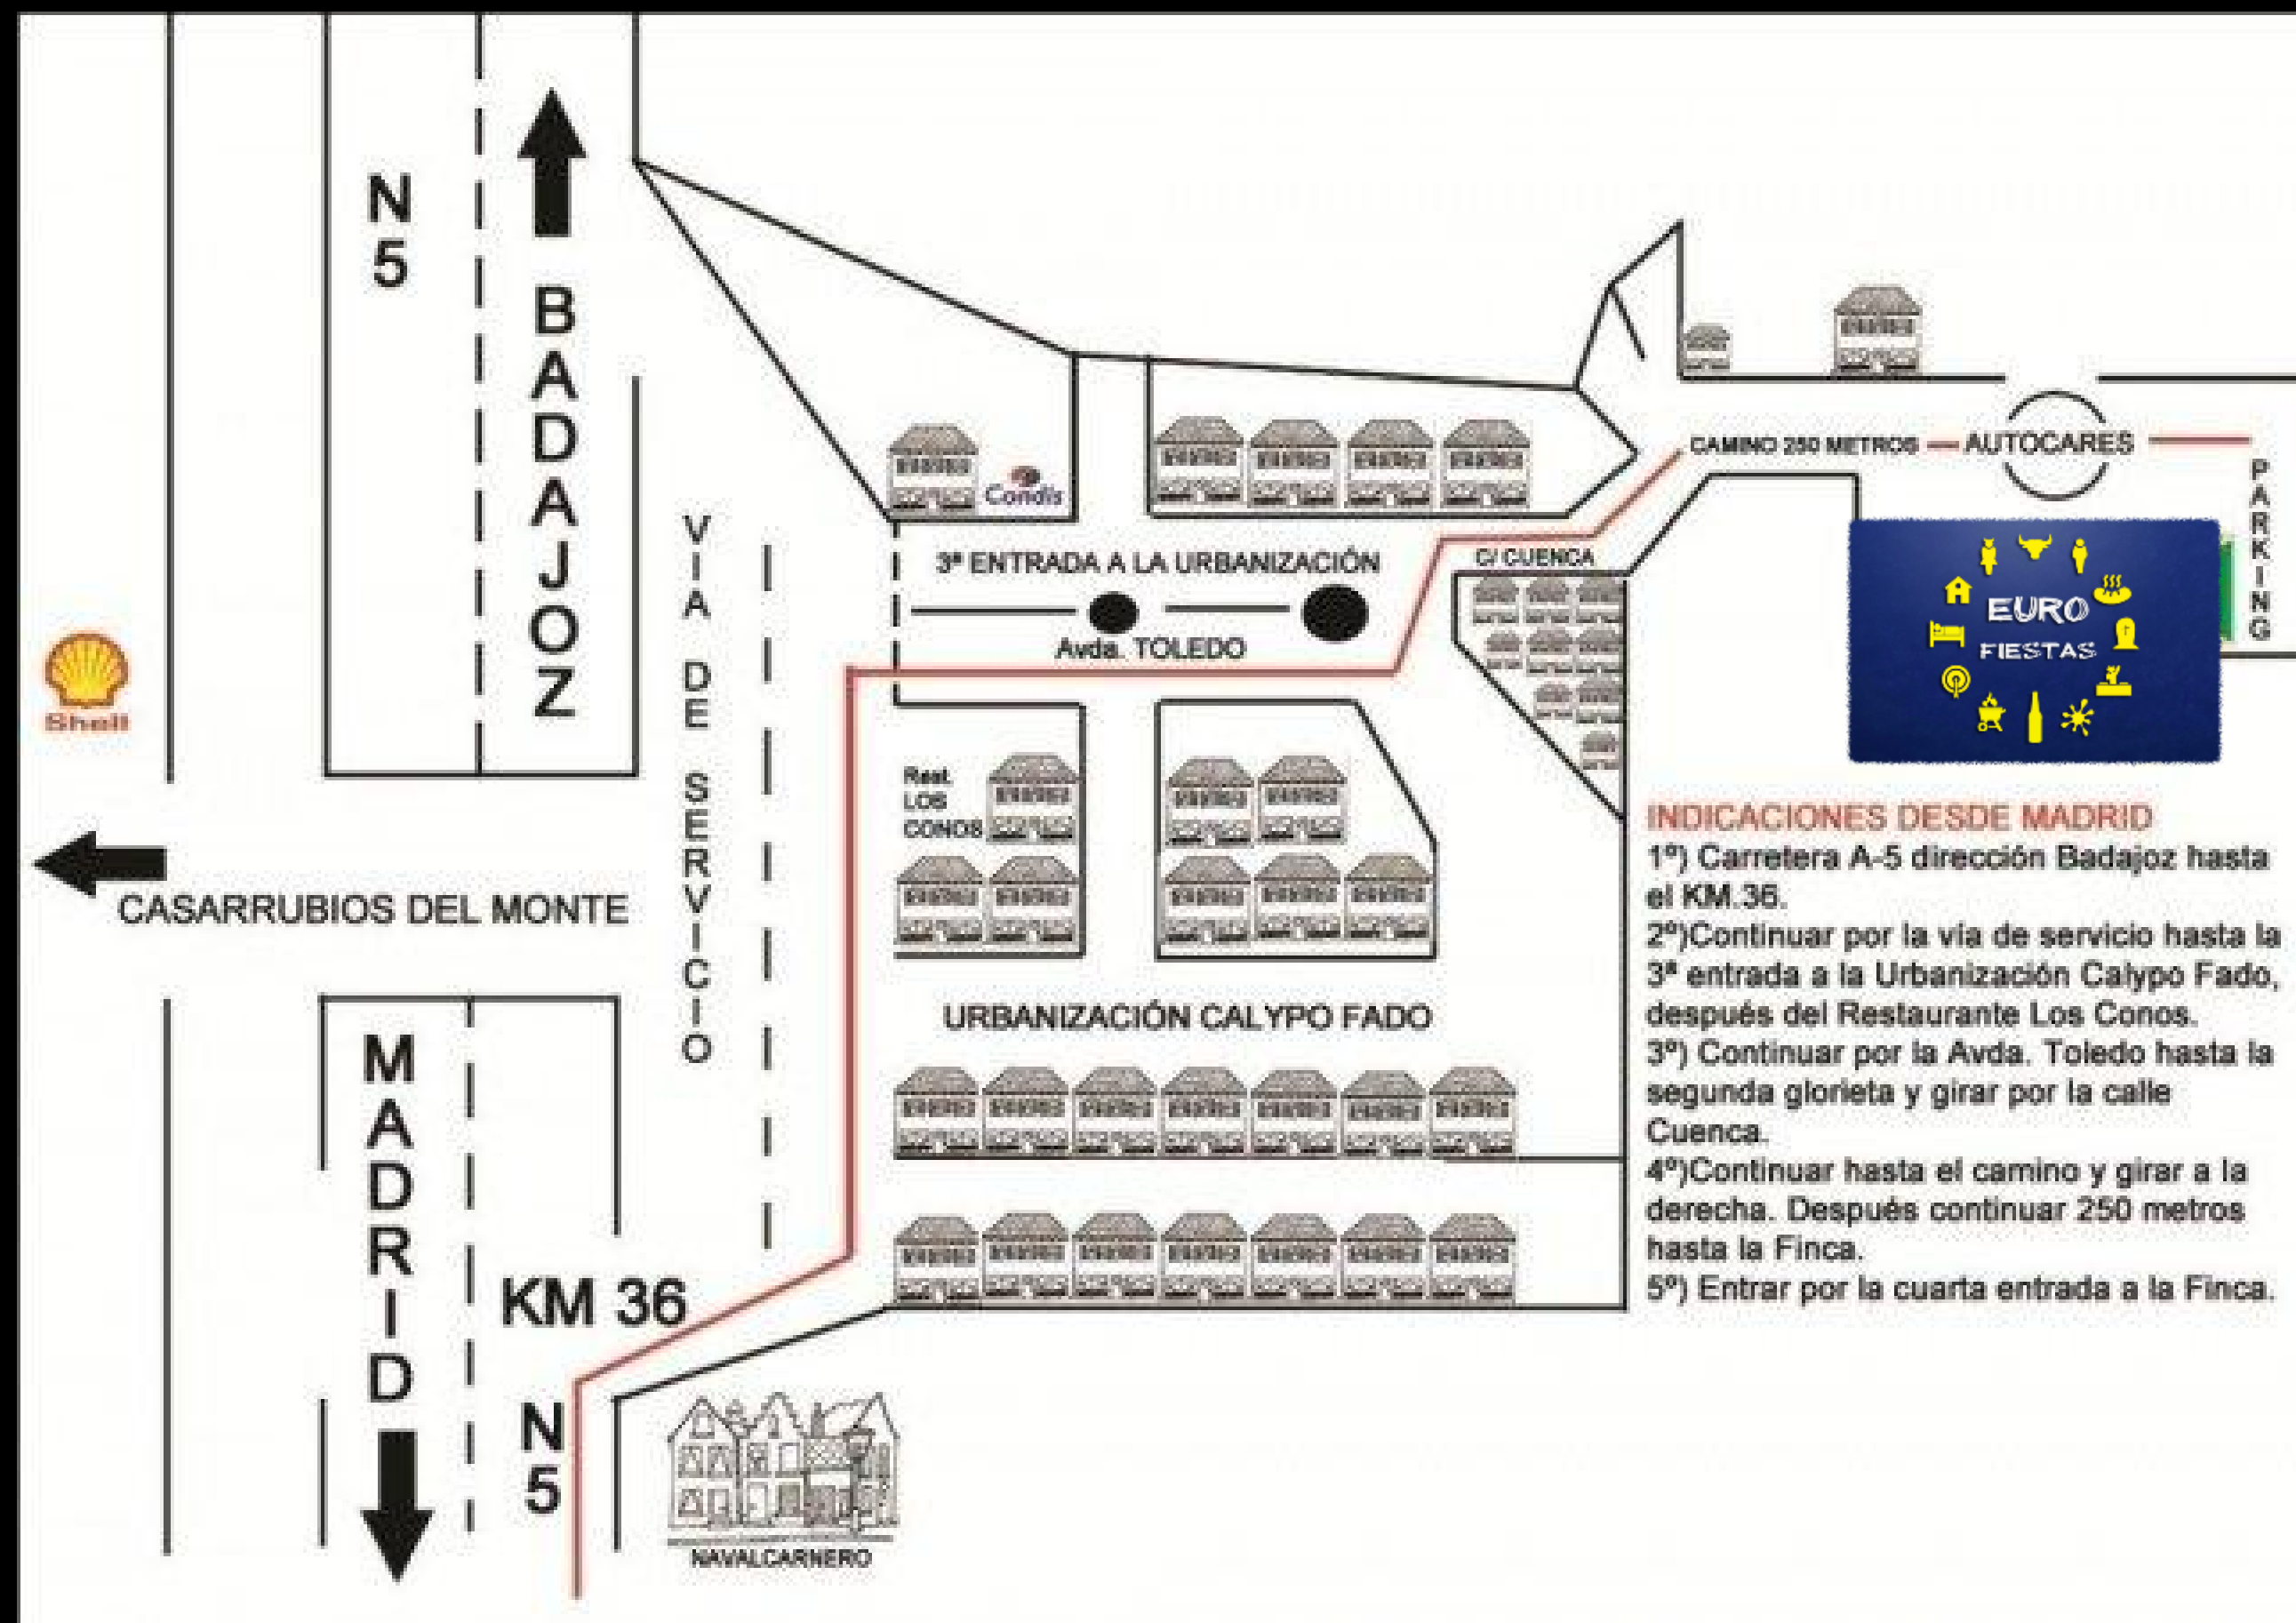 N
5
BADAJOZ
VIA DE SERVICIO
Shell
CASARRUBIOS DEL MONTE
MADRID
KM 36
N
5
NAVALCARNERO
Condis
3ª ENTRADA A LA URBANIZACIÓN
Avda. TOLEDO
C/ CUENCA
Rest.
LOS
CONOS
URBANIZACIÓN CALYPO FADO
CAMINO 250 METROS
AUTOCARES
PARKING
EURO
FIESTAS
INDICACIONES DESDE MADRID
1º) Carretera A-5 dirección Badajoz hasta
el KM.36.
2º)Continuar por la vía de servicio hasta la
3ª entrada a la Urbanización Calypo Fado,
después del Restaurante Los Conos.
3º) Continuar por la Avda. Toledo hasta la
segunda glorieta y girar por la calle
Cuenca.
4º)Continuar hasta el camino y girar a la
derecha. Después continuar 250 metros
hasta la Finca.
5º) Entrar por la cuarta entrada a la Finca.